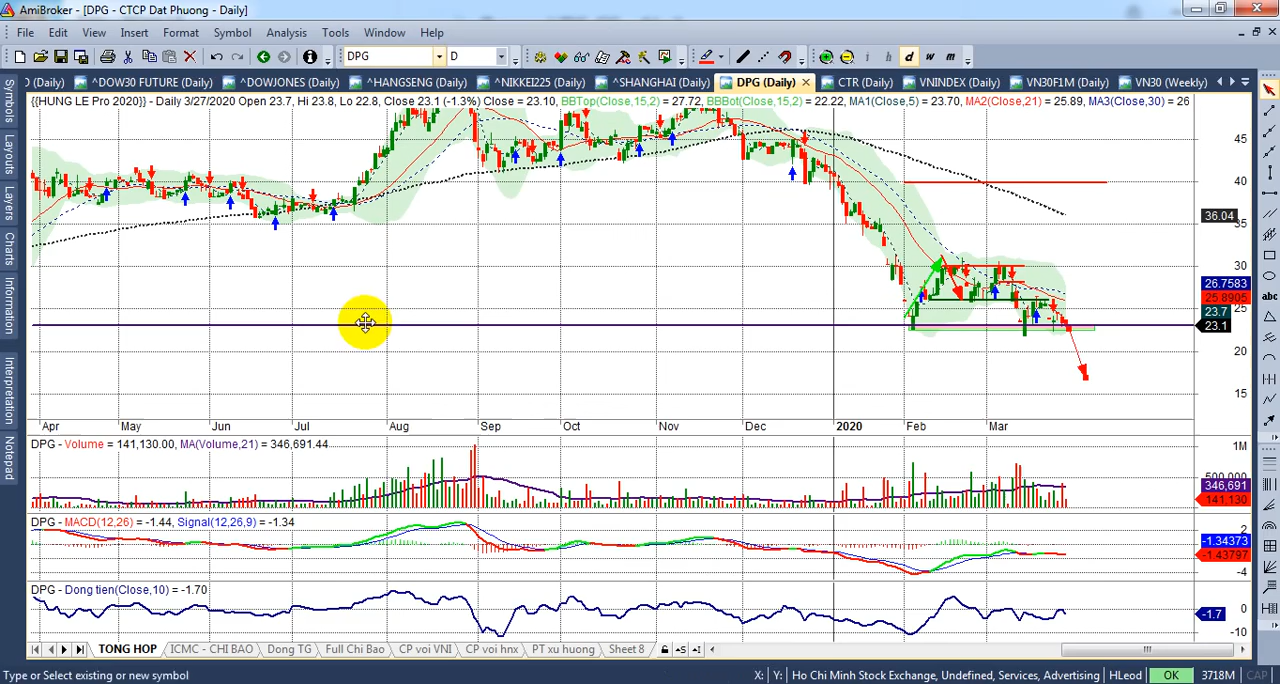 AmiBroker - [DPG - CTCP Dat Phuong - Daily]
File Edit View Insert Format Symbol Analysis Tools Window Help
DPG D d w m
) (Daily) ^DOW30 FUTURE (Daily) ^DOWJONES (Daily) ^HANGSENG (Daily) ^NIKKEI225 (Daily) ^SHANGHAI (Daily) DPG (Daily) CTR (Daily) VNINDEX (Daily) VN30F1M (Daily) VN30 (Weekly)
{{HUNG LE Pro 2020}} - Daily 3/27/2020 Open 23.7, Hi 23.8, Lo 22.8, Close 23.1 (-1.3%) Close = 23.10, BBTop(Close,15,2) = 27.72, BBBot(Close,15,2) = 22.22, MA1(Close,5) = 23.70, MA2(Close,21) = 25.89, MA3(Close,30) = 26
Symbols
Layouts
Layers
Charts
Information
Interpretation
Notepad
45
40
36.04
30
26.7583
25.8905
23.7
23.1
20
15
abc
Apr May Jun Jul Aug Sep Oct Nov Dec 2020 Feb Mar
DPG - Volume = 141,130.00, MA(Volume,21) = 346,691.44
1M
500,000
346,691
141,130
DPG - MACD(12,26) = -1.44, Signal(12,26,9) = -1.34
2
-1.34373
-1.43797
-4
DPG - Dong tien(Close,10) = -1.70
0
-1.7
-10
TONG HOP ICMC - CHI BAO Dong TG Full Chi Bao CP voi VNI CP voi hnx PT xu huong Sheet 8
Type or Select existing or new symbol X: Y: Ho Chi Minh Stock Exchange, Undefined, Services, Advertising HLeod OK 3718M CAP